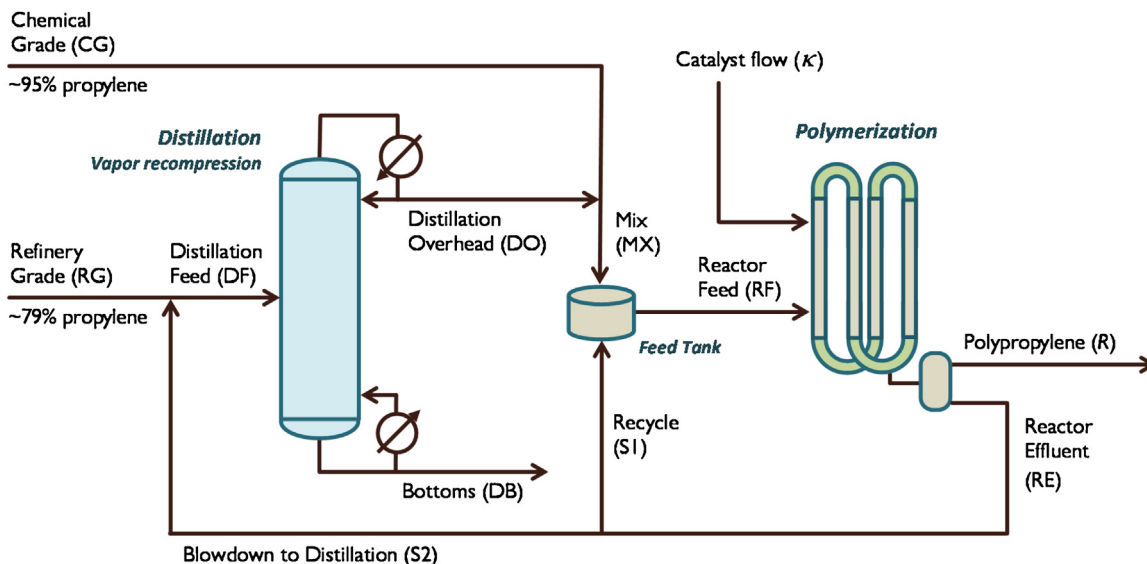 Chemical
Grade (CG)
~95% propylene
Catalyst flow (κ)
Distillation
Vapor recompression
Polymerization
Distillation
Overhead (DO)
Mix
(MX)
Refinery
Grade (RG)
Distillation
Feed (DF)
~79% propylene
Reactor
Feed (RF)
Feed Tank
Polypropylene (R)
Recycle
(S1)
Reactor
Effluent
(RE)
Bottoms (DB)
Blowdown to Distillation (S2)